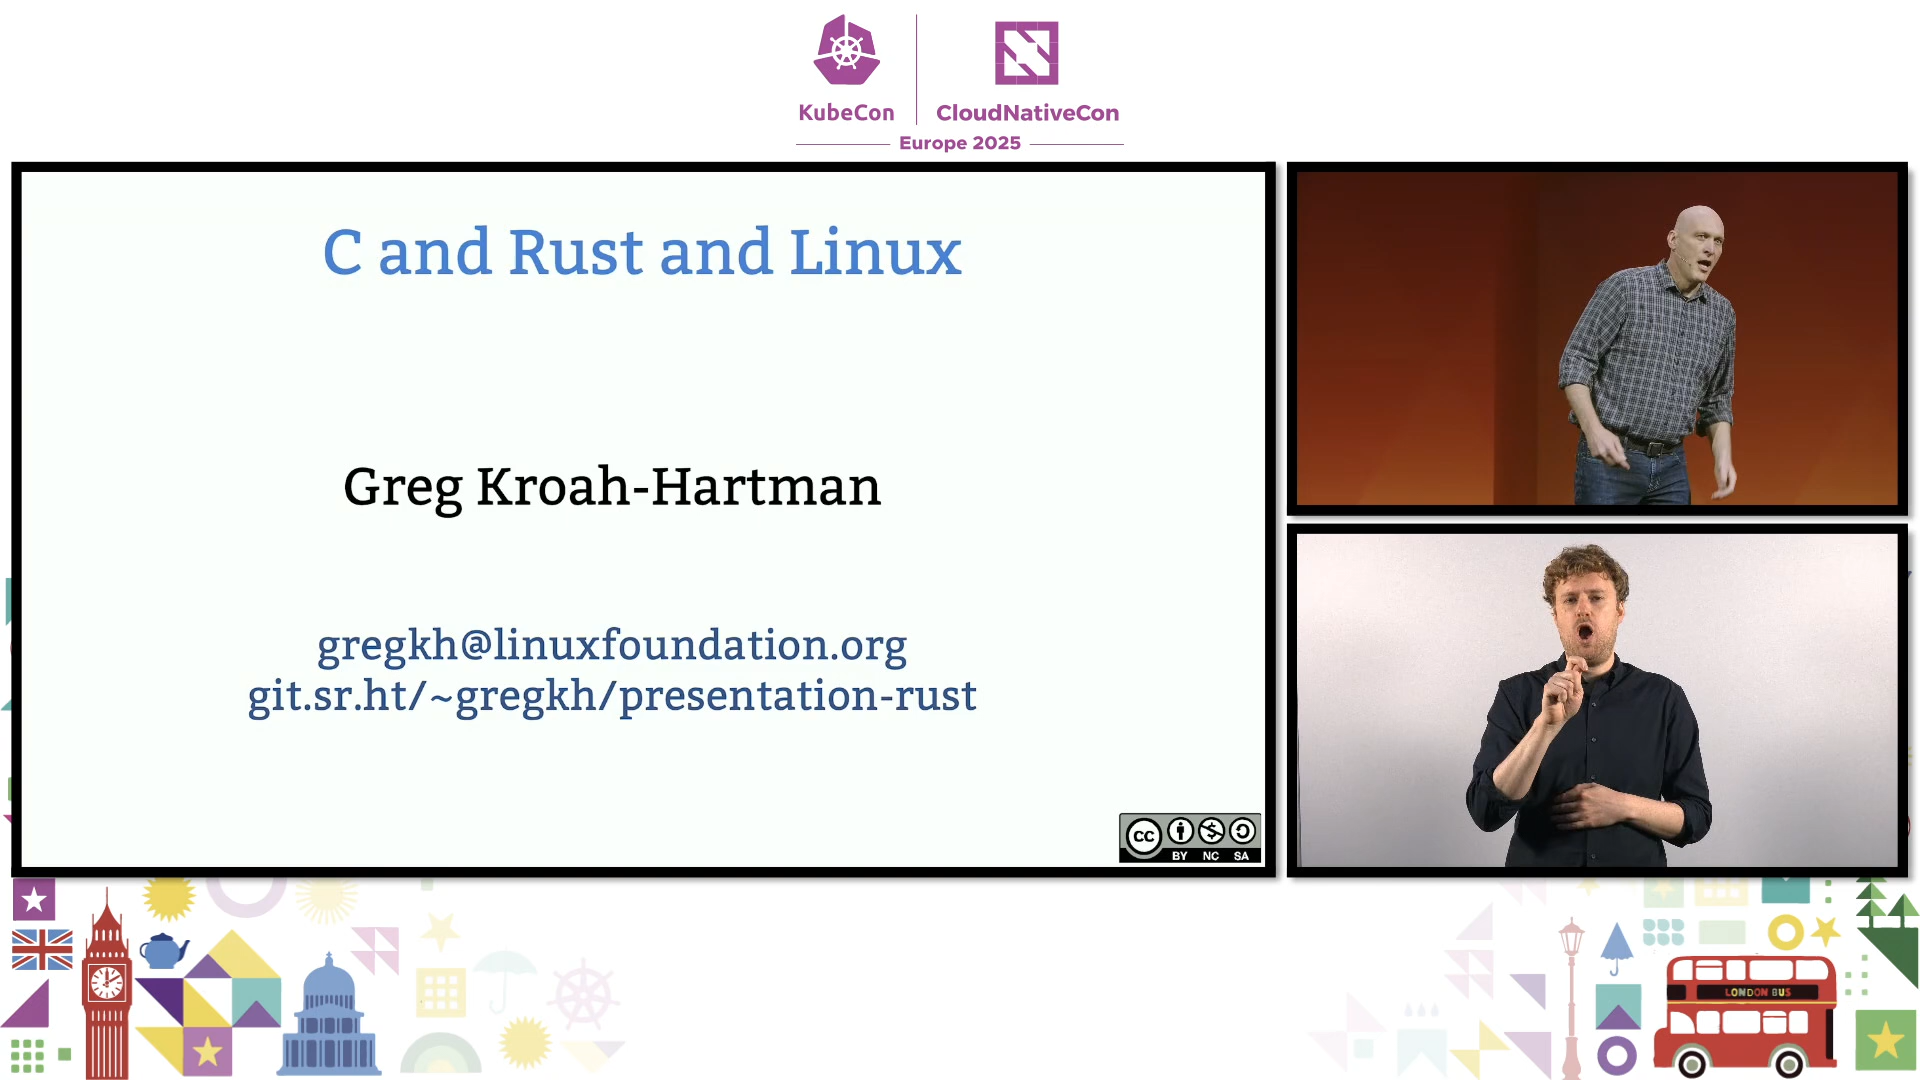 KubeCon
CloudNativeCon
Europe 2025
C and Rust and Linux
Greg Kroah-Hartman
gregkh@linuxfoundation.org
git.sr.ht/~gregkh/presentation-rust
CC
BY NC SA
LONDON BUS